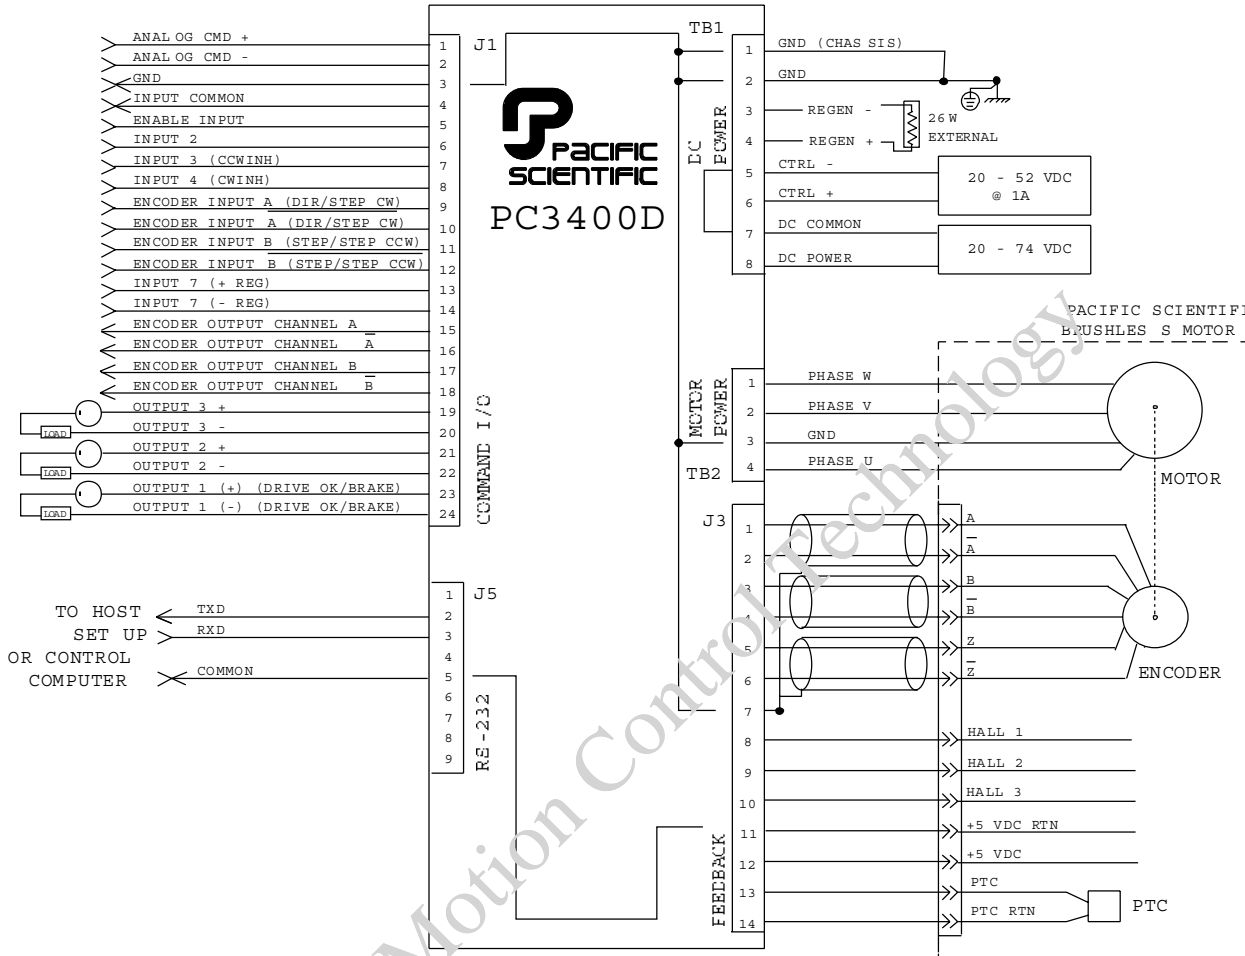 TB1
J1
ANALOG CMD +
ANALOG CMD -
GND
INPUT COMMON
ENABLE INPUT
INPUT 2
INPUT 3 (CCWINH)
INPUT 4 (CWINH)
ENCODER INPUT A (DIR/STEP CW)
ENCODER INPUT A̅ (DIR/STEP CW)
ENCODER INPUT B (STEP/STEP CCW)
ENCODER INPUT B̅ (STEP/STEP CCW)
INPUT 7 (+ REG)
INPUT 7 (- REG)
ENCODER OUTPUT CHANNEL A
ENCODER OUTPUT CHANNEL A̅
ENCODER OUTPUT CHANNEL B
ENCODER OUTPUT CHANNEL B̅
OUTPUT 3 +
OUTPUT 3 -
OUTPUT 2 +
OUTPUT 2 -
OUTPUT 1 (+) (DRIVE OK/BRAKE)
OUTPUT 1 (-) (DRIVE OK/BRAKE)
LOAD
LOAD
LOAD
1
2
3
4
5
6
7
8
9
10
11
12
13
14
15
16
17
18
19
20
21
22
23
24
COMMAND I/O
PACIFIC
SCIENTIFIC
PC3400D
DC
POWER
1
2
3
4
5
6
7
8
GND (CHASSIS)
GND
REGEN -
REGEN +
26W
EXTERNAL
CTRL -
CTRL +
DC COMMON
DC POWER
20 - 52 VDC
@ 1A
20 - 74 VDC
PACIFIC SCIENTIFI
BRUSHLES S MOTOR
MOTOR
POWER
TB2
1
2
3
4
PHASE W
PHASE V
GND
PHASE U
MOTOR
J3
1
2
3
4
5
6
7
8
9
10
11
12
13
14
FEEDBACK
A
A̅
B
B̅
Z
Z̅
HALL 1
HALL 2
HALL 3
+5 VDC RTN
+5 VDC
PTC
PTC RTN
ENCODER
PTC
J5
1
2
3
4
5
6
7
8
9
RE-232
TO HOST
SET UP
OR CONTROL
COMPUTER
TXD
RXD
COMMON
Motion Control Technology